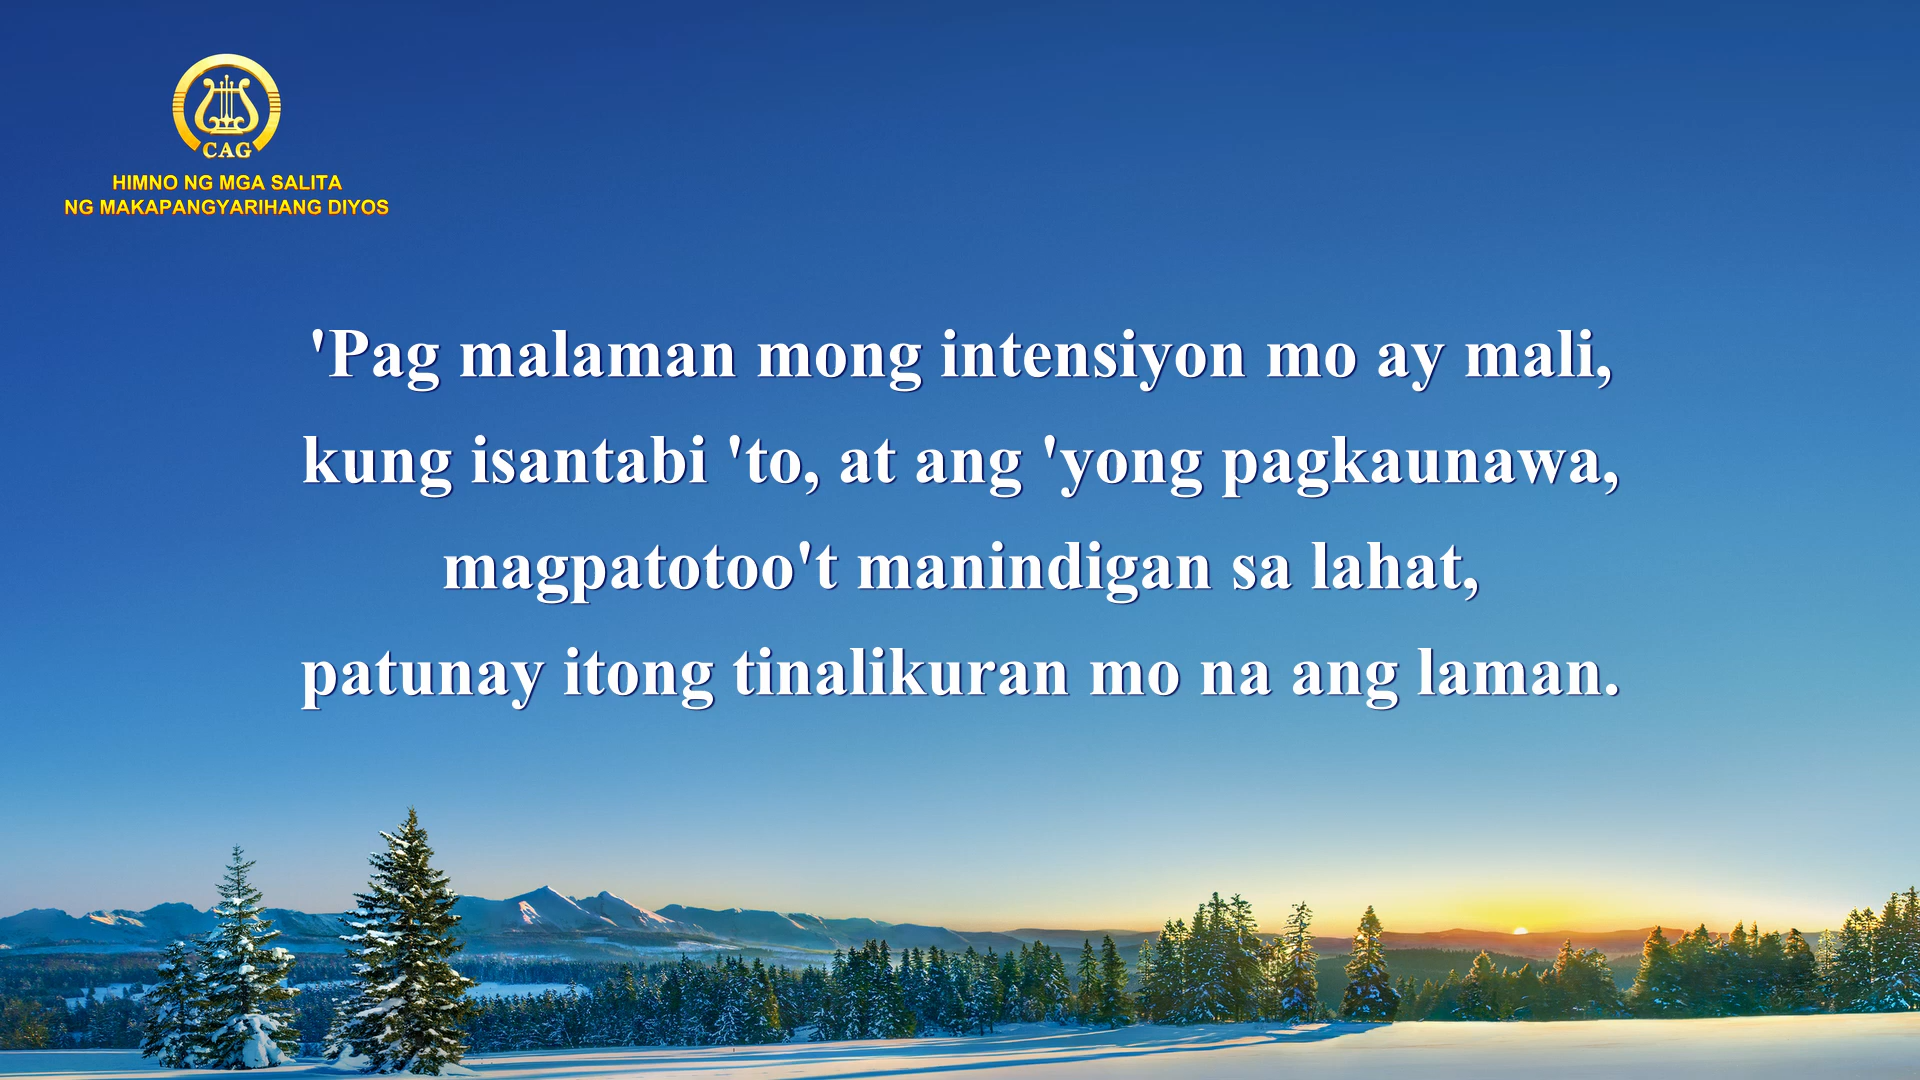 CAG
HIMNO NG MGA SALITA
NG MAKAPANGYARIHANG DIYOS
'Pag malaman mong intensiyon mo ay mali,
kung isantabi 'to, at ang 'yong pagkaunawa,
magpatotoo't manindigan sa lahat,
patunay itong tinalikuran mo na ang laman.